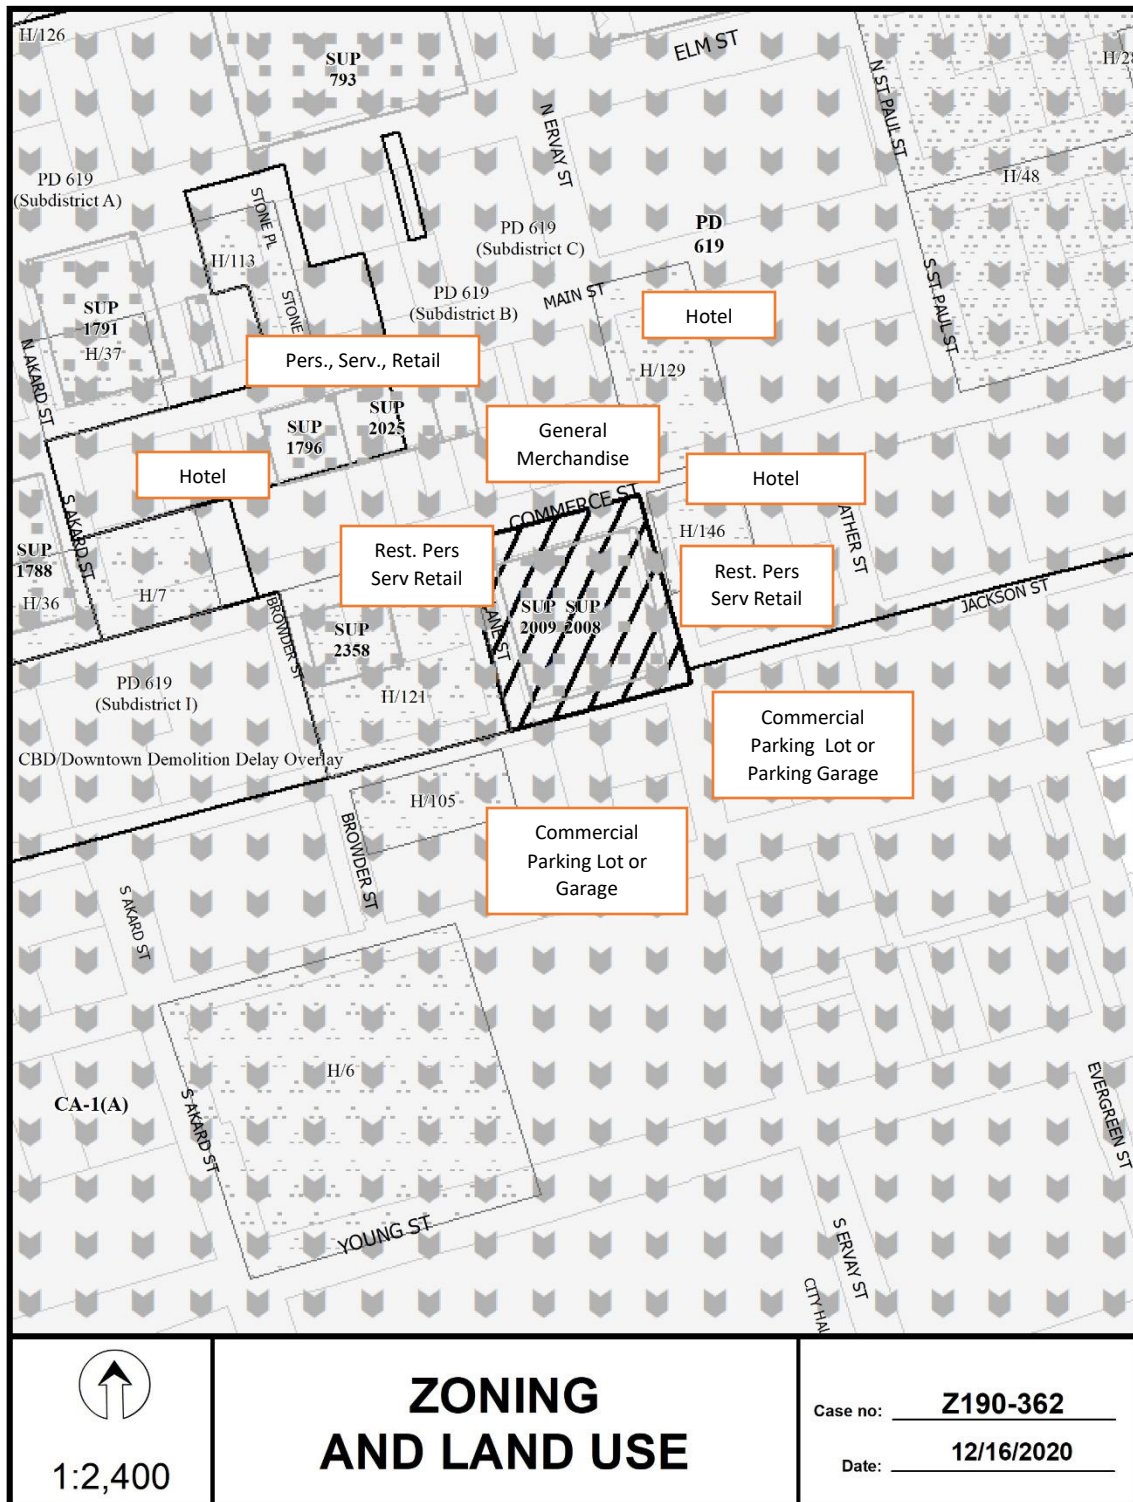 H/126
SUP
793
ELM ST
N ST PAUL ST
N ERVAY ST
H/48
PD 619
(Subdistrict A)
STONE PL
PD 619
(Subdistrict C)
PD
619
H/113
SUP
1791
H/37
STONE
PD 619
(Subdistrict B)
MAIN ST
Hotel
S ST PAUL ST
N AKARD ST
Pers., Serv., Retail
H/129
SUP
2025
SUP
1796
General
Merchandise
Hotel
Hotel
COMMERCE ST
S AKARD ST
H/146
ATHER ST
SUP
1788
H/36
H/7
Rest. Pers
Serv Retail
Rest. Pers
Serv Retail
JACKSON ST
BROWDER ST
SUP
2358
ANE ST
SUP SUP
2009 2008
PD 619
(Subdistrict I)
H/121
CBD/Downtown Demolition Delay Overlay
Commercial
Parking Lot or
Parking Garage
H/105
BROWDER ST
Commercial
Parking Lot or
Garage
S AKARD ST
H/6
CA-1(A)
S AKARD ST
EVERGREEN ST
YOUNG ST
S ERVAY ST
1:2,400
ZONING
AND LAND USE
Case no: Z190-362
Date: 12/16/2020